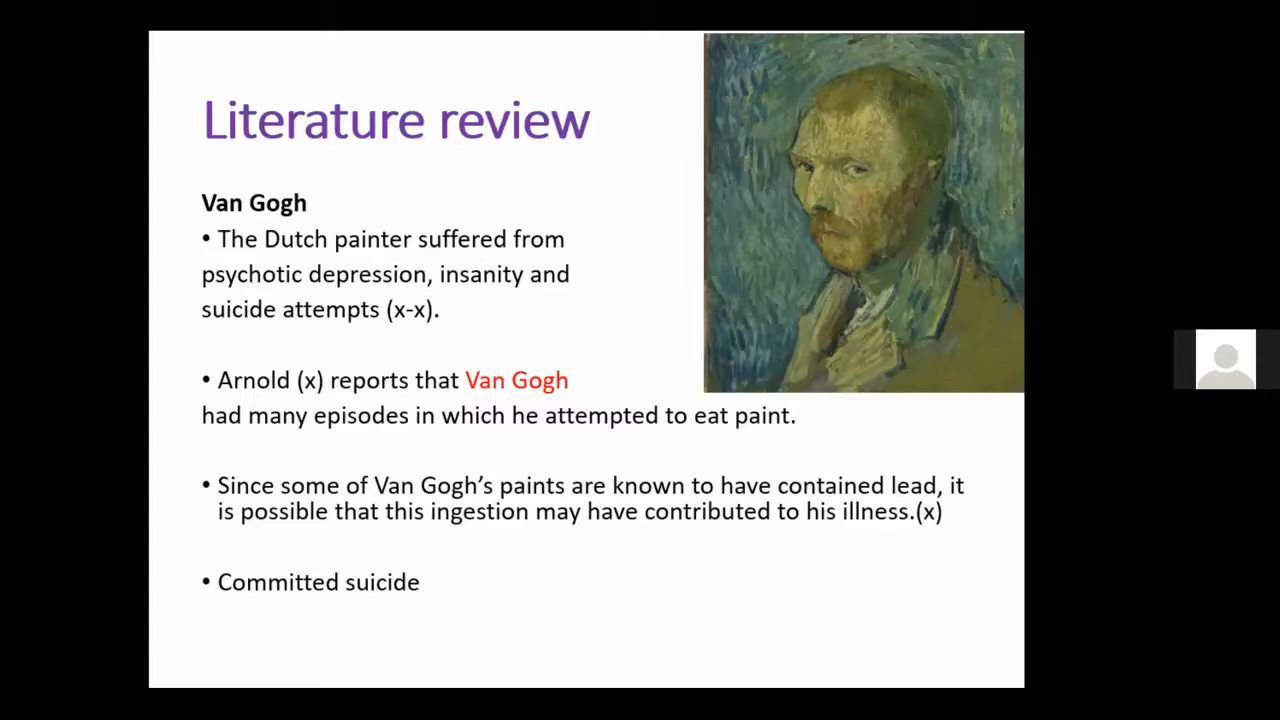 Literature review
Van Gogh
• The Dutch painter suffered from
psychotic depression, insanity and
suicide attempts (x-x).
• Arnold (x) reports that Van Gogh
had many episodes in which he attempted to eat paint.
• Since some of Van Gogh’s paints are known to have contained lead, it
is possible that this ingestion may have contributed to his illness.(x)
• Committed suicide